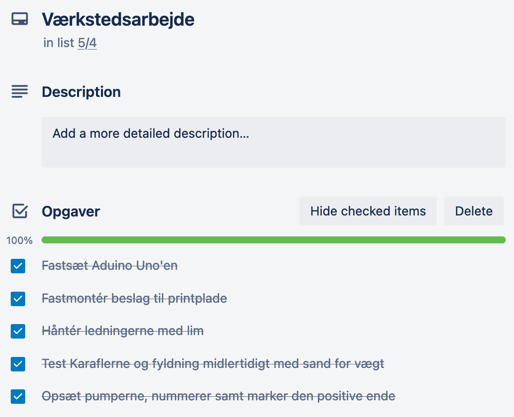 Værkstedsarbejde
in list 5/4
Description
Add a more detailed description...
Opgaver
Hide checked items
Delete
100%
Fastsæt Aduino Uno'en
Fastmontér beslag til printplade
Håntér ledningerne med lim
Test Karaflerne og fyldning midlertidigt med sand for vægt
Opsæt pumperne, nummerer samt marker den positive ende